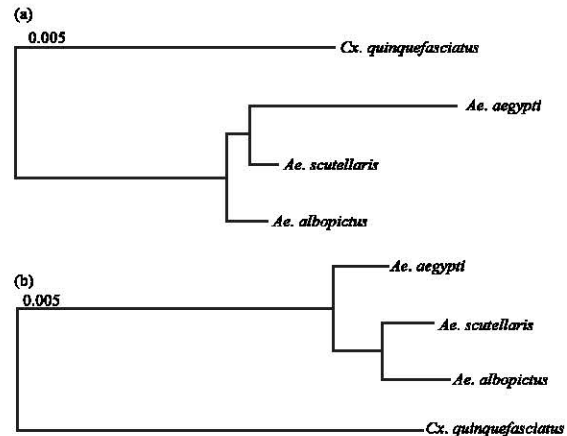 (a)
0.005
Cx. quinquefasciatus
Ae. aegypti
Ae. scutellaris
Ae. albopictus
Ae. aegypti
(b)
0.005
Ae. scutellaris
Ae. albopictus
Cx. quinquefasciatus